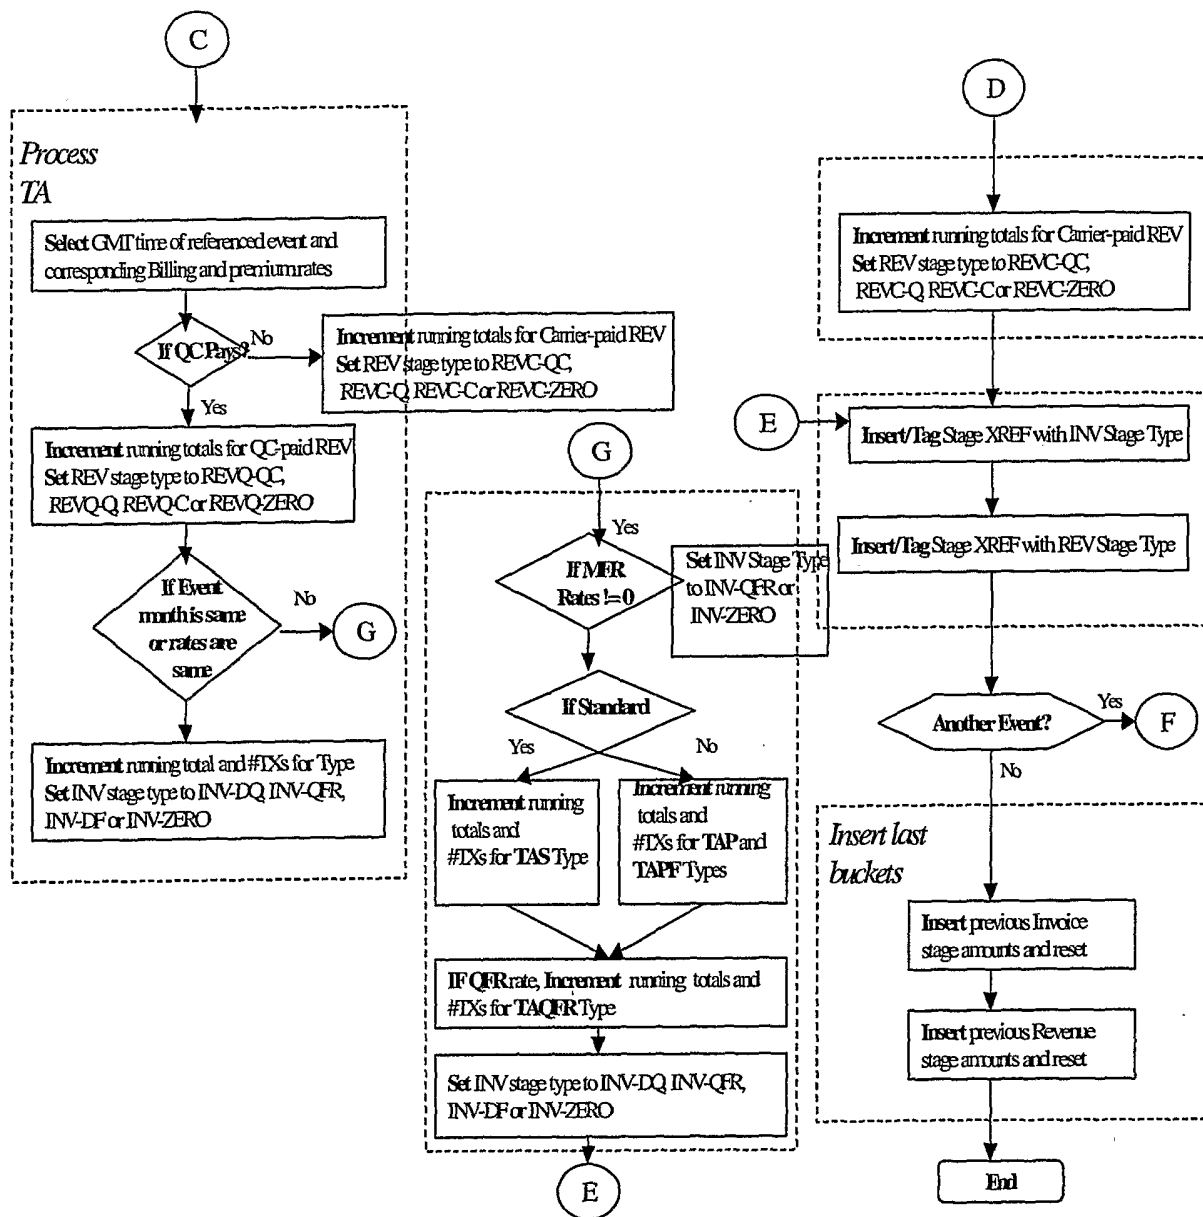 C
Process
TA
Select GMT time of referenced event and
corresponding Billing and premium rates
If QC Pays?
No
Increment running totals for Carrier-paid REV
Set REV stage type to REVC-QC,
REVC-Q, REVC-C or REVC-ZERO
Yes
Increment running totals for QC-paid REV
Set REV stage type to REVQ-QC,
REVQ-Q, REVQ-C or REVQ-ZERO
If Event
month is same
or rates are
same
No
G
Increment running total and #TXs for Type
Set INV stage type to INV-DQ, INV-QFR,
INV-DF or INV-ZERO
G
Yes
If MFR
Rates != 0
Set INV Stage Type
to INV-QFR or
INV-ZERO
If Standard
Yes
No
Increment running
totals and
#TXs for TAS Type
Increment running
totals and
#TXs for TAP and
TAPF Types
IF QFR rate, Increment running totals and
#TXs for TAQFR Type
Set INV stage type to INV-DQ, INV-QFR,
INV-DF or INV-ZERO
E
D
Increment running totals for Carrier-paid REV
Set REV stage type to REVC-QC,
REVC-Q, REVC-C or REVC-ZERO
E
Insert/Tag Stage XREF with INV Stage Type
Insert/Tag Stage XREF with REV Stage Type
Another Event?
Yes
F
No
Insert last
buckets
Insert previous Invoice
stage amounts and reset
Insert previous Revenue
stage amounts and reset
End